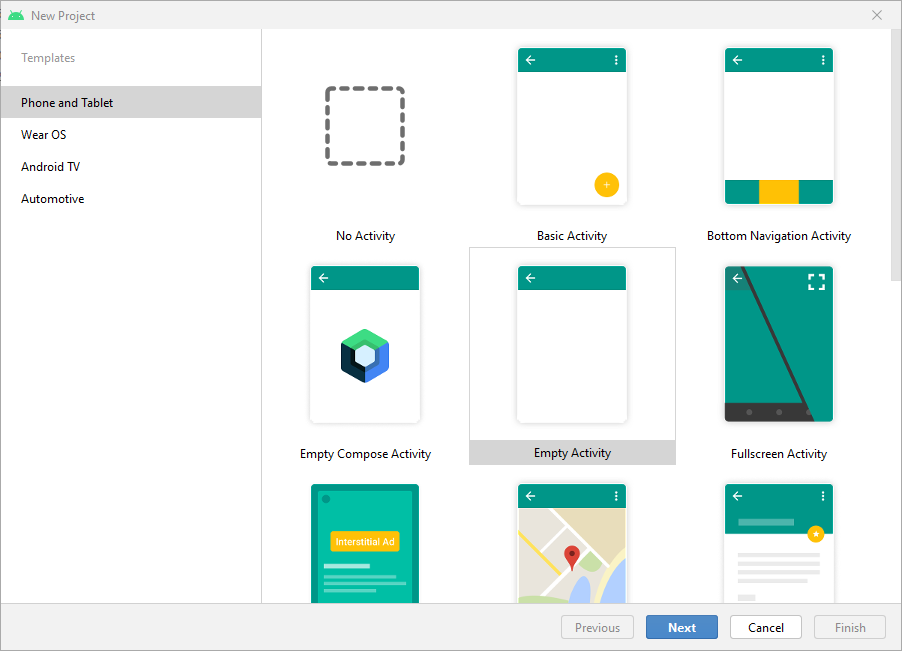 New Project
Templates
Phone and Tablet
Wear OS
Android TV
Automotive
No Activity
Basic Activity
Bottom Navigation Activity
Empty Compose Activity
Empty Activity
Fullscreen Activity
Interstitial Ad
Previous
Next
Cancel
Finish